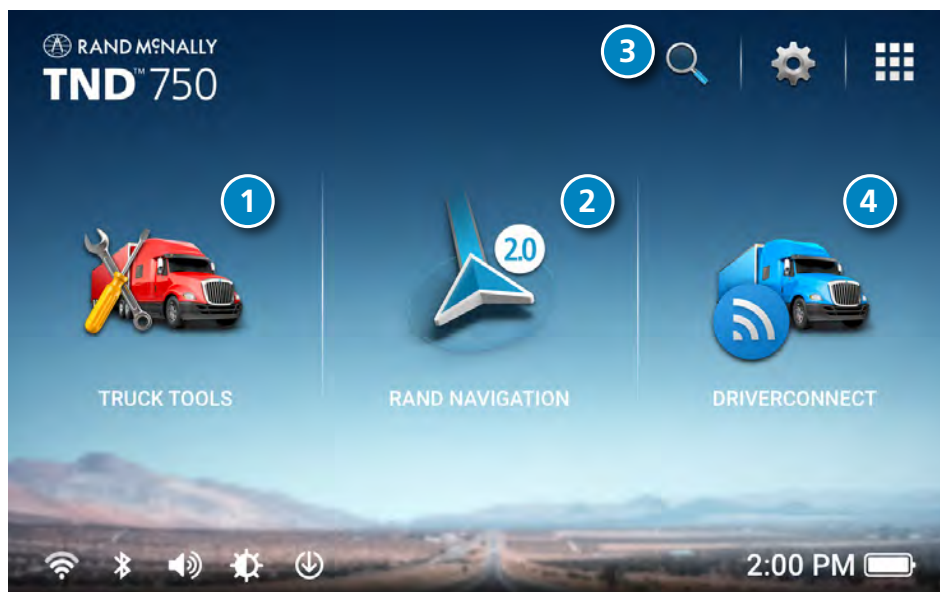 RAND MCNALLY
TND™ 750
3
1
2
4
2.0
TRUCK TOOLS
RAND NAVIGATION
DRIVERCONNECT
2:00 PM